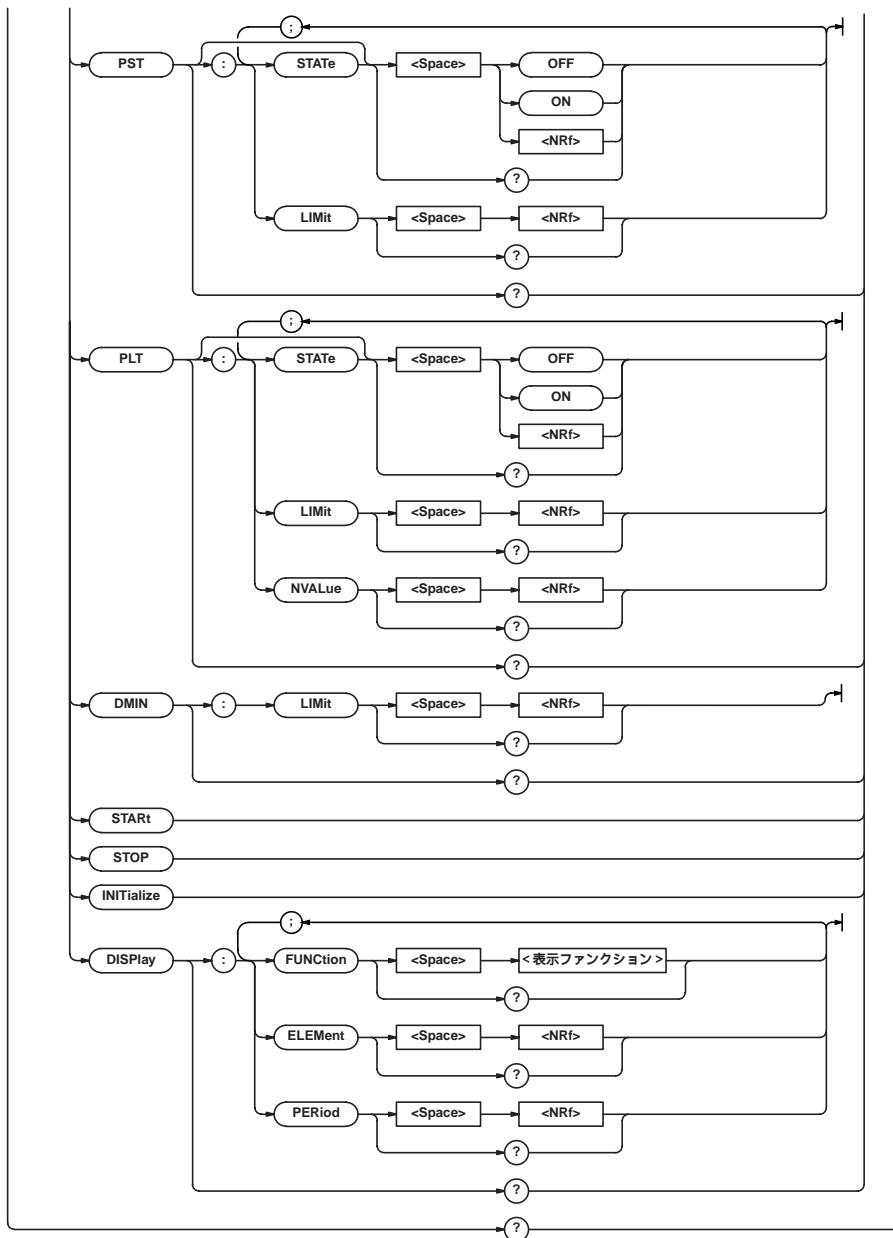 ;
PST : STATe <Space> OFF
ON
<NRf>
?
LIMit <Space> <NRf>
?
?
;
PLT : STATe <Space> OFF
ON
<NRf>
?
LIMit <Space> <NRf>
?
NVALue <Space> <NRf>
?
?
DMIN : LIMit <Space> <NRf>
?
?
STARt
STOP
INITialize
;
DISPlay : FUNCtion <Space> <表示ファンクション>
?
ELEMent <Space> <NRf>
?
PERiod <Space> <NRf>
?
?
?